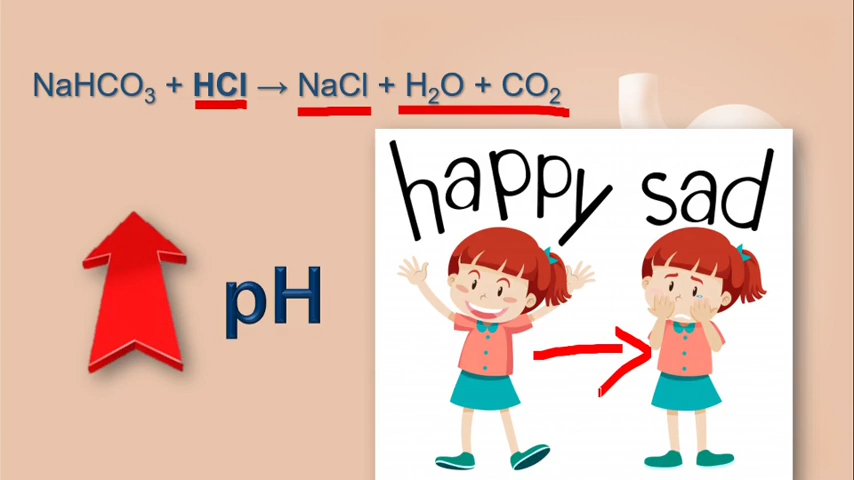 NaHCO₃ + HCl → NaCl + H₂O + CO₂
happy sad
pH